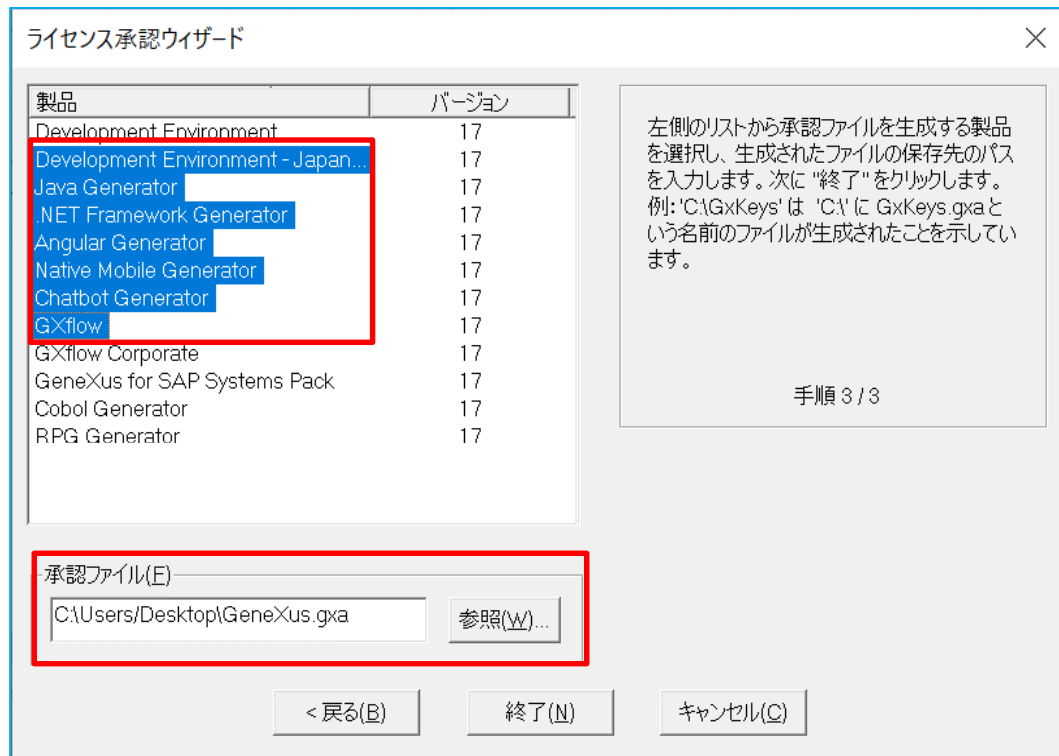 ライセンス承認ウィザード
製品 バージョン
Development Environment 17
Development Environment - Japan... 17
Java Generator 17
.NET Framework Generator 17
Angular Generator 17
Native Mobile Generator 17
Chatbot Generator 17
GXflow 17
GXflow Corporate 17
GeneXus for SAP Systems Pack 17
Cobol Generator 17
RPG Generator 17
左側のリストから承認ファイルを生成する製品
を選択し、生成されたファイルの保存先のパス
を入力します。次に "終了" をクリックします。
例: 'C:\GxKeys' は 'C:\' に GxKeys.gxa と
いう名前のファイルが生成されたことを示してい
ます。
手順 3 / 3
承認ファイル(F)
C:\Users/Desktop\GeneXus.gxa
参照(W)...
< 戻る(B) 終了(N) キャンセル(C)